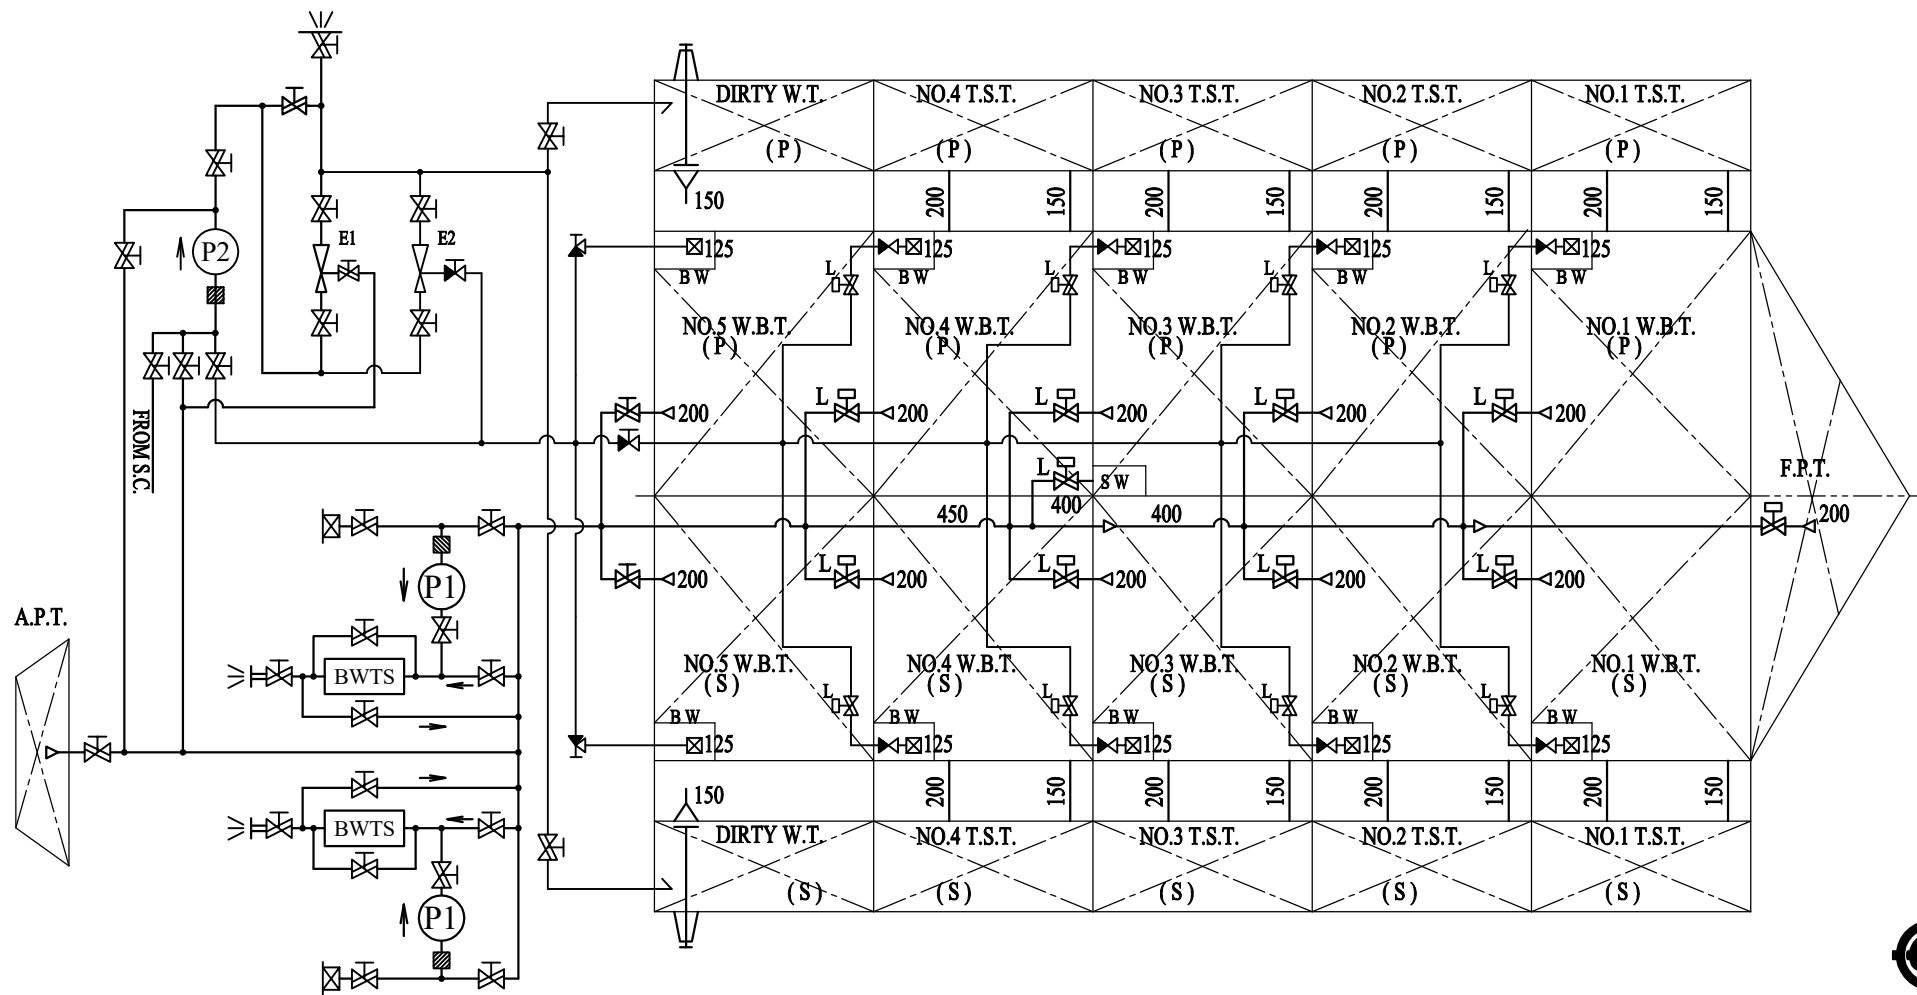 DIRTY W.T. NO.4 T.S.T. NO.3 T.S.T. NO.2 T.S.T. NO.1 T.S.T.
(P) (P) (P) (P) (P)
150 200 150 200 150 200 150 200 150
P2 E1 E2
125 125 125 125 125
L L L L
BW BW BW BW BW
NO.5 W.B.T. NO.4 W.B.T. NO.3 W.B.T. NO.2 W.B.T. NO.1 W.B.T.
(P) (P) (P) (P) (P)
L L L L
200 200 200 200 200
FROM S.C.
L SW F.P.T.
450 400 400 200
P1
L L L L
200 200 200 200 200
A.P.T.
BWTS
NO.5 W.B.T. NO.4 W.B.T. NO.3 W.B.T. NO.2 W.B.T. NO.1 W.B.T.
(S) (S) (S) (S) (S)
L L L L
BW BW BW BW BW
125 125 125 125 125
150 200 150 200 150 200 150 200 150
BWTS
DIRTY W.T. NO.4 T.S.T. NO.3 T.S.T. NO.2 T.S.T. NO.1 T.S.T.
(S) (S) (S) (S) (S)
P1